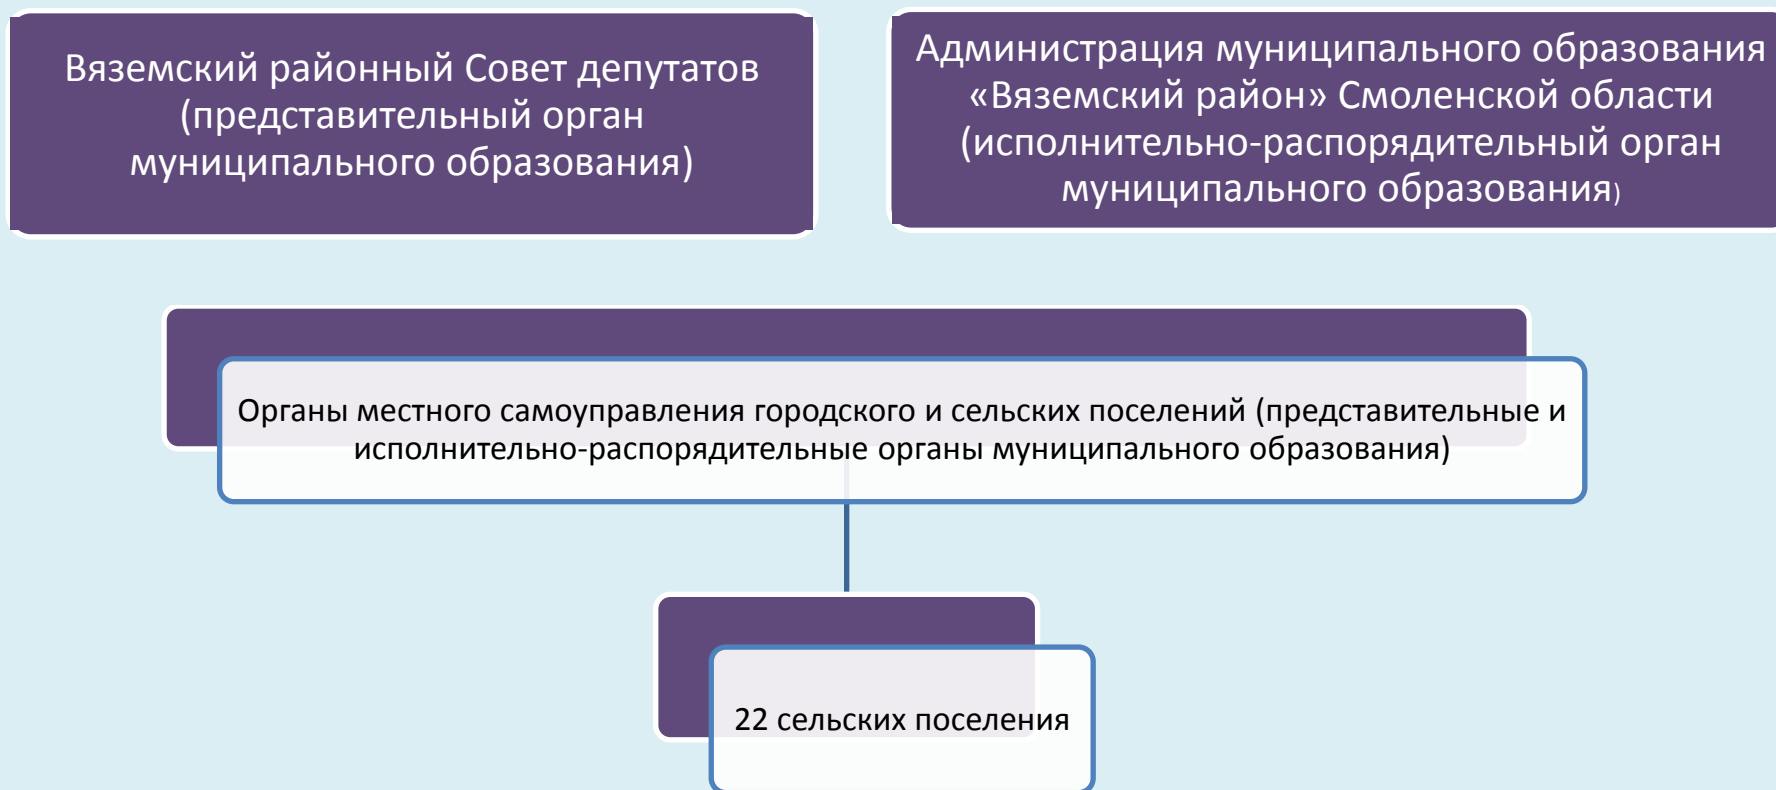 Вяземский районный Совет депутатов
(представительный орган
муниципального образования)
Администрация муниципального образования
«Вяземский район» Смоленской области
(исполнительно-распорядительный орган
муниципального образования)
Органы местного самоуправления городского и сельских поселений (представительные и
исполнительно-распорядительные органы муниципального образования)
22 сельских поселения